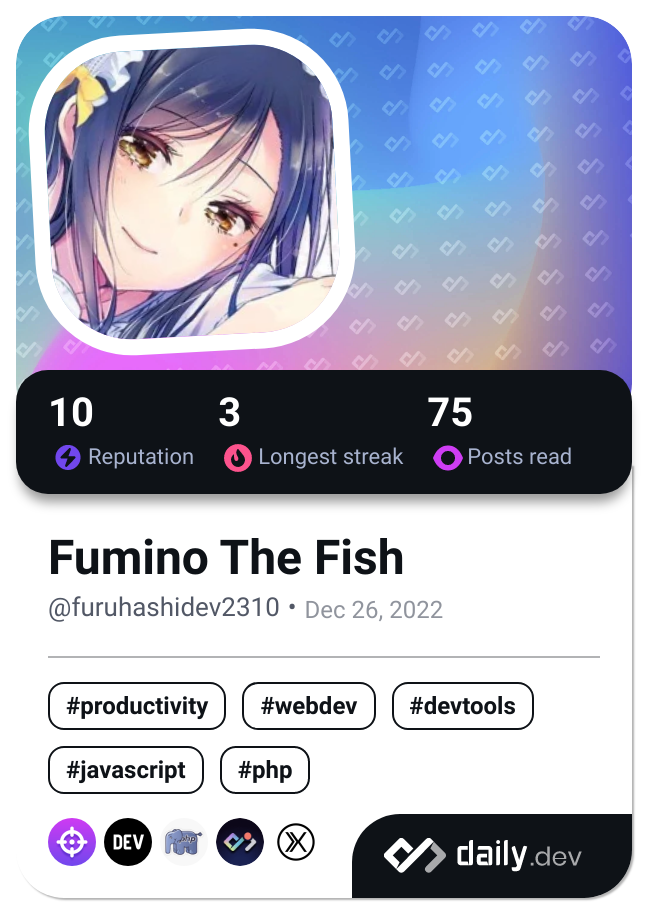 10 3 75
Reputation Longest streak Posts read
Fumino The Fish
@furuhashidev2310 • Dec 26, 2022
#productivity #webdev #devtools
#javascript #php
DEV php
daily.dev